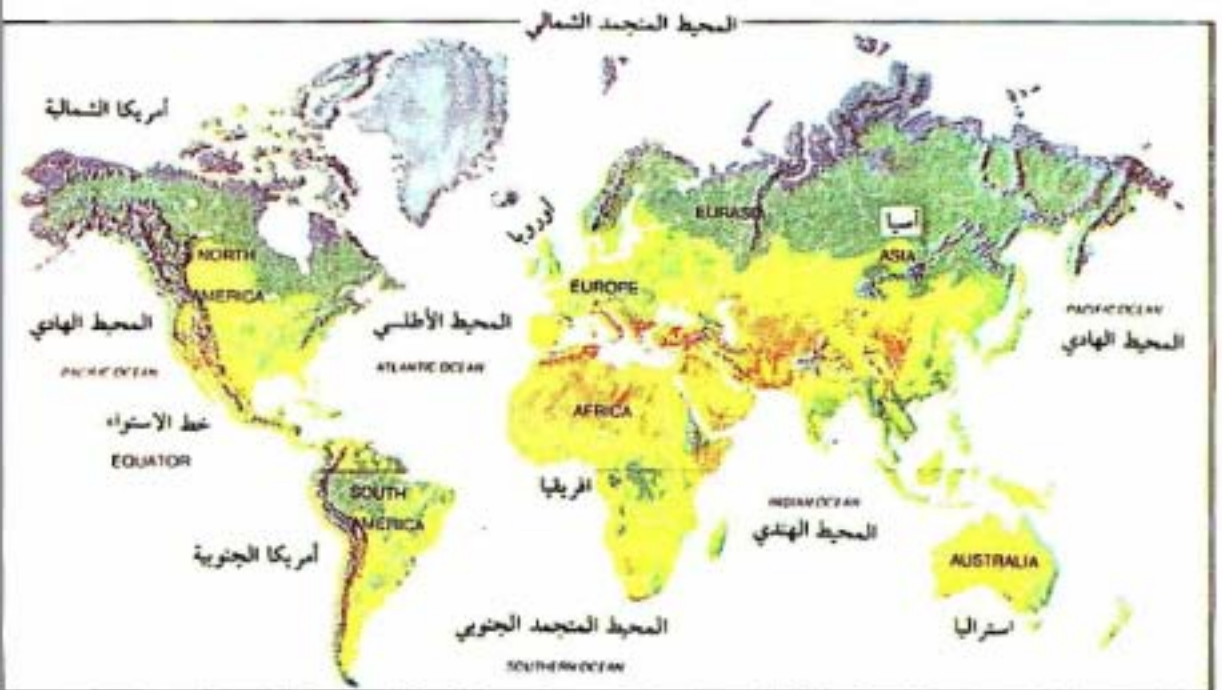 المحيط المتجمد الشمالي
أمريكا الشمالية
أوروبا
EURASO
آسيا
ASIA
NORTH
AMERICA
EUROPE
المحيط الهادي
PACIFIC OCEAN
المحيط الأطلسي
ATLANTIC OCEAN
PACIFIC OCEAN
المحيط الهادي
AFRICA
خط الاستواء
EQUATOR
افريقيا
SOUTH
AMERICA
INDIAN OCEAN
المحيط الهندي
أمريكا الجنوبية
AUSTRALIA
استراليا
المحيط المتجمد الجنوبي
SOUTHERN OCEAN